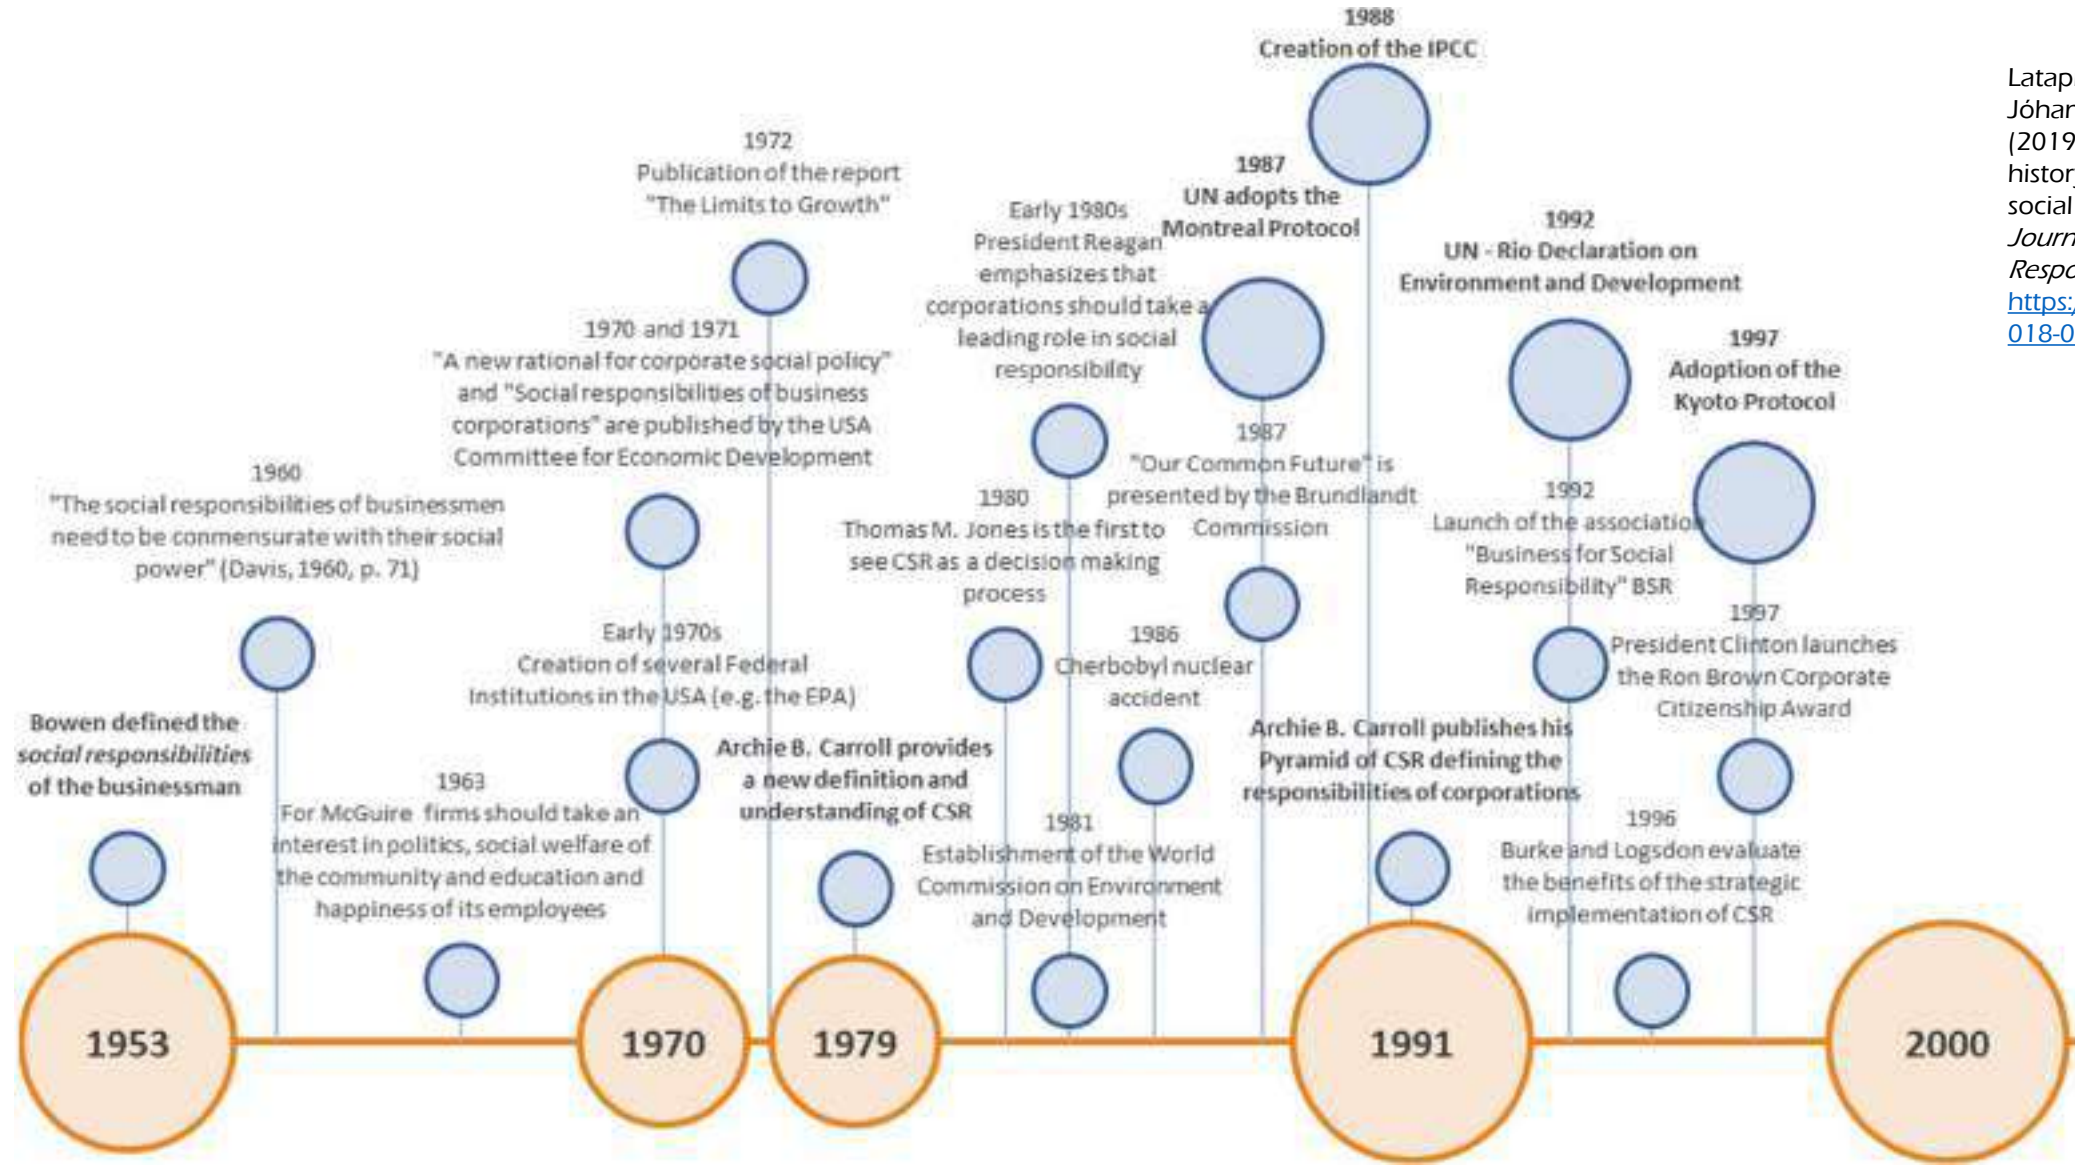 Bowen defined the
social responsibilities
of the businessman
1960
"The social responsibilities of businessmen
need to be conmensurate with their social
power" (Davis, 1960, p. 71)
1963
For McGuire firms should take an
interest in politics, social welfare of
the community and education and
happiness of its employees
1970 and 1971
"A new rational for corporate social policy"
and "Social responsibilities of business
corporations" are published by the USA
Committee for Economic Development
Early 1970s
Creation of several Federal
Institutions in the USA (e.g. the EPA)
1972
Publication of the report
"The Limits to Growth"
Archie B. Carroll provides
a new definition and
understanding of CSR
1980
Thomas M. Jones is the first to
see CSR as a decision making
process
Early 1980s
President Reagan
emphasizes that
corporations should take a
leading role in social
responsibility
1981
Establishment of the World
Commission on Environment
and Development
1986
Cherbobyl nuclear
accident
1987
UN adopts the
Montreal Protocol
1987
"Our Common Future" is
presented by the Brundlandt
Commission
1988
Creation of the IPCC
Archie B. Carroll publishes his
Pyramid of CSR defining the
responsibilities of corporations
1992
UN - Rio Declaration on
Environment and Development
1992
Launch of the association
"Business for Social
Responsibility" BSR
1996
Burke and Logsdon evaluate
the benefits of the strategic
implementation of CSR
1997
Adoption of the
Kyoto Protocol
1997
President Clinton launches
the Ron Brown Corporate
Citizenship Award
1953
1970
1979
1991
2000
Latap
Jóhan
(2019
histor
social
Journ
Respo
https:
018-0